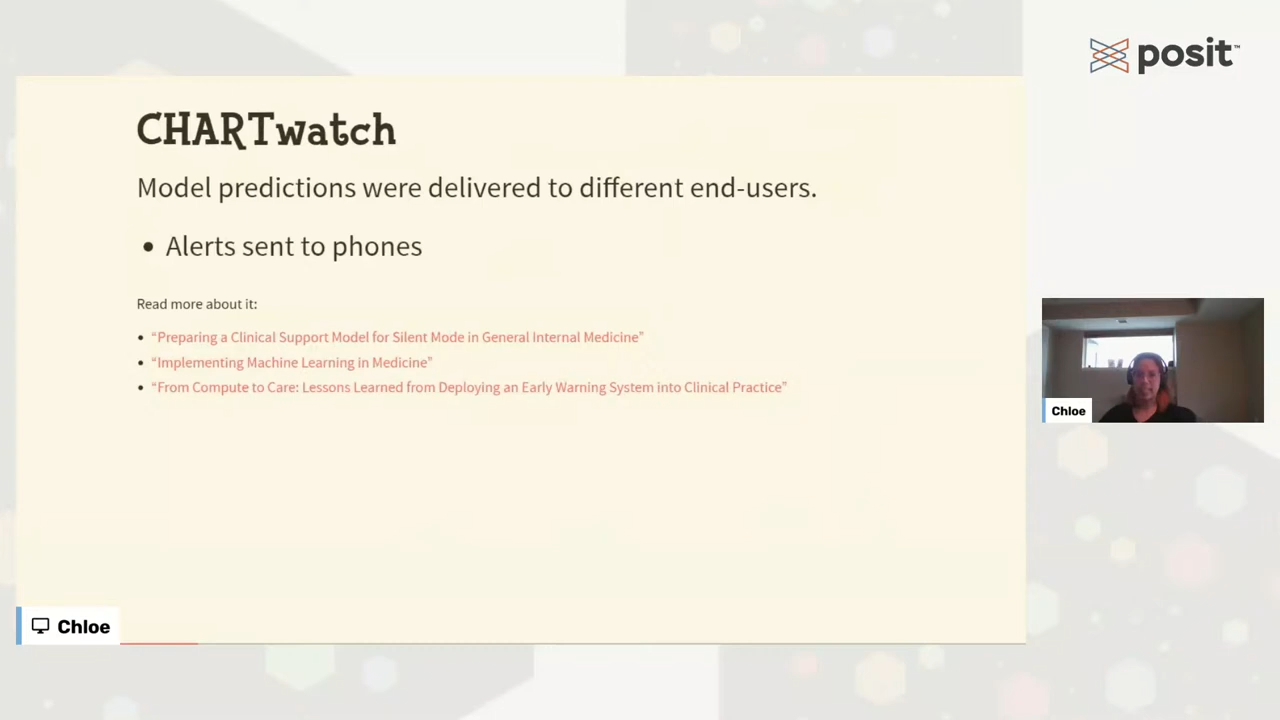 posit™
CHARTwatch
Model predictions were delivered to different end-users.
• Alerts sent to phones
Read more about it:
• “Preparing a Clinical Support Model for Silent Mode in General Internal Medicine”
• “Implementing Machine Learning in Medicine”
• “From Compute to Care: Lessons Learned from Deploying an Early Warning System into Clinical Practice”
Chloe
Chloe